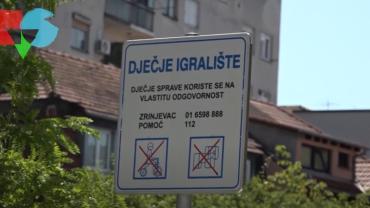 DJEČJE IGRALIŠTE
DJEČJE SPRAVE KORISTE SE NA
VLASTITU ODGOVORNOST
ZRINJEVAC 01 6598 888
POMOĆ 112